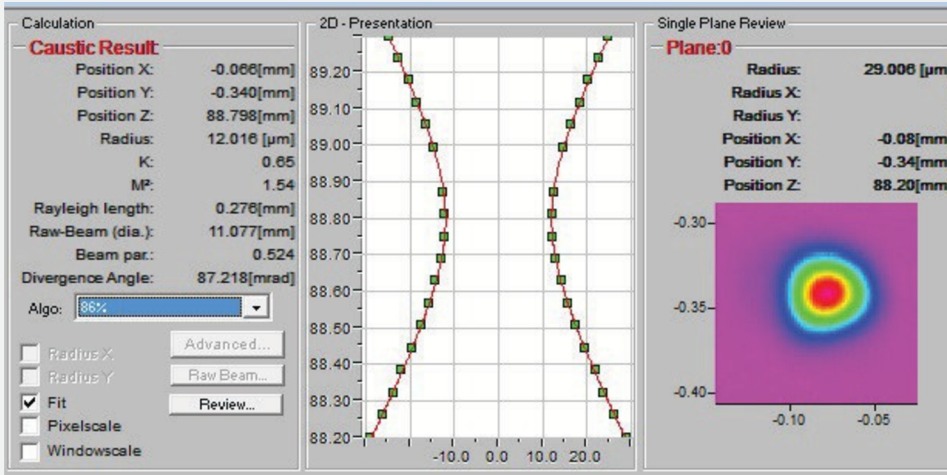 Calculation
Caustic Result:
Position X: -0.066[mm]
Position Y: -0.340[mm]
Position Z: 88.798[mm]
Radius: 12.016 [µm]
K: 0.65
M²: 1.54
Rayleigh length: 0.276[mm]
Raw-Beam (dia.): 11.077[mm]
Beam par.: 0.524
Divergence Angle: 87.218[mrad]
Algo: 86%
Radius X
Advanced...
Radius Y
Raw Beam...
Fit
Review...
Pixelscale
Windowscale
2D - Presentation
89.20
89.10
89.00
88.90
88.80
88.70
88.60
88.50
88.40
88.30
88.20
-10.0 0.0 10.0 20.0
Single Plane Review
Plane:0
Radius: 29.006 [µm
Radius X:
Radius Y:
Position X: -0.08[mm
Position Y: -0.34[mm
Position Z: 88.20[mm
-0.30
-0.35
-0.40
-0.10 -0.05